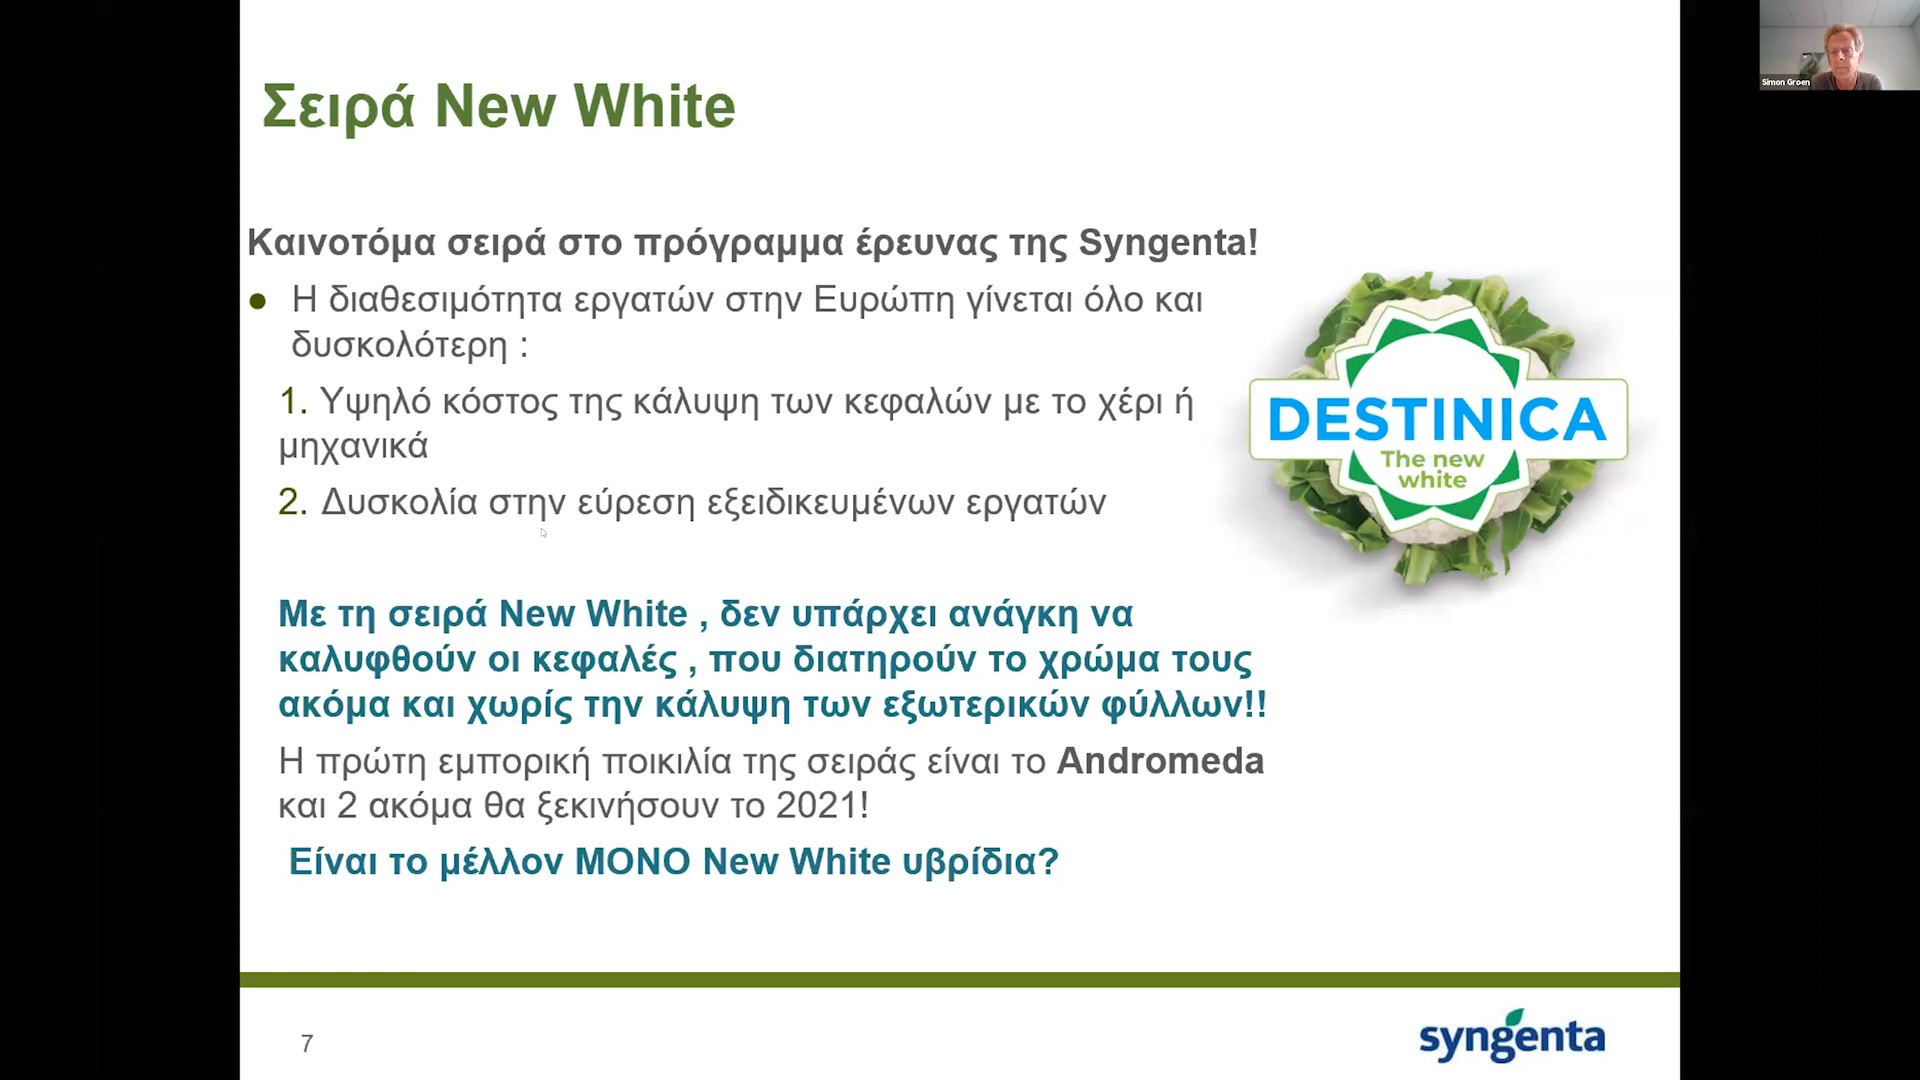 Simon Groen
Σειρά New White
Καινοτόμα σειρά στο πρόγραμμα έρευνας της Syngenta!
● Η διαθεσιμότητα εργατών στην Ευρώπη γίνεται όλο και
δυσκολότερη :
1. Υψηλό κόστος της κάλυψη των κεφαλών με το χέρι ή
μηχανικά
2. Δυσκολία στην εύρεση εξειδικευμένων εργατών
DESTINICA
The new
white
Με τη σειρά New White , δεν υπάρχει ανάγκη να
καλυφθούν οι κεφαλές , που διατηρούν το χρώμα τους
ακόμα και χωρίς την κάλυψη των εξωτερικών φύλλων!!
Η πρώτη εμπορική ποικιλία της σειράς είναι το Andromeda
και 2 ακόμα θα ξεκινήσουν το 2021!
Είναι το μέλλον ΜΟΝΟ New White υβρίδια?
7
syngenta